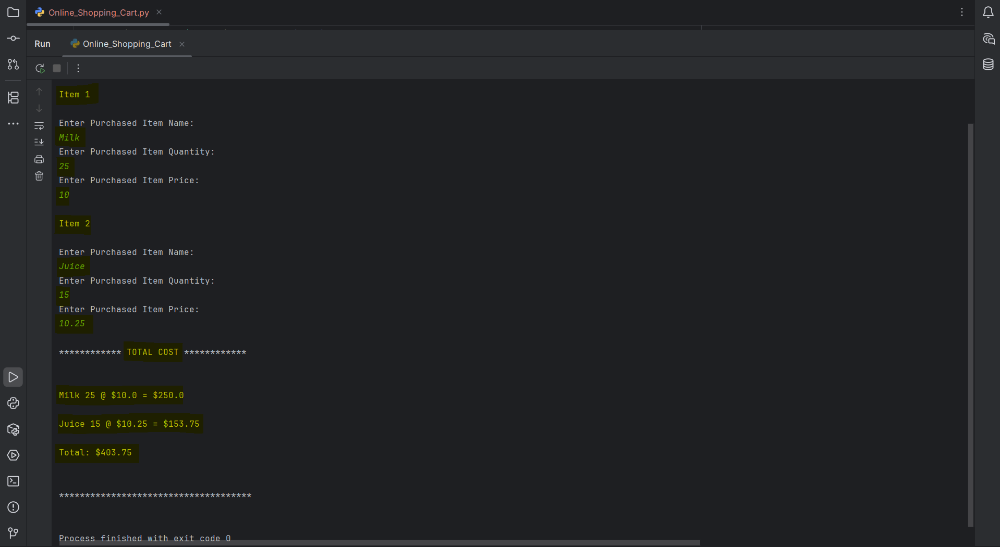 Online_Shopping_Cart.py
Run Online_Shopping_Cart
Item 1
Enter Purchased Item Name:
Milk
Enter Purchased Item Quantity:
25
Enter Purchased Item Price:
10
Item 2
Enter Purchased Item Name:
Juice
Enter Purchased Item Quantity:
15
Enter Purchased Item Price:
10.25
************ TOTAL COST ************
Milk 25 @ $10.0 = $250.0
Juice 15 @ $10.25 = $153.75
Total: $403.75
*************************************
Process finished with exit code 0